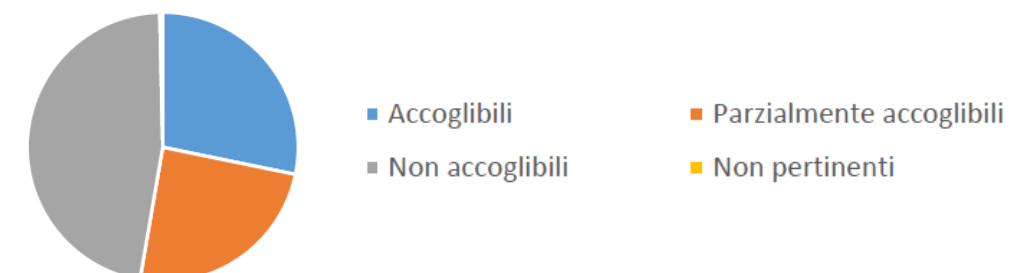 Accoglibili
Parzialmente accoglibili
Non accoglibili
Non pertinenti